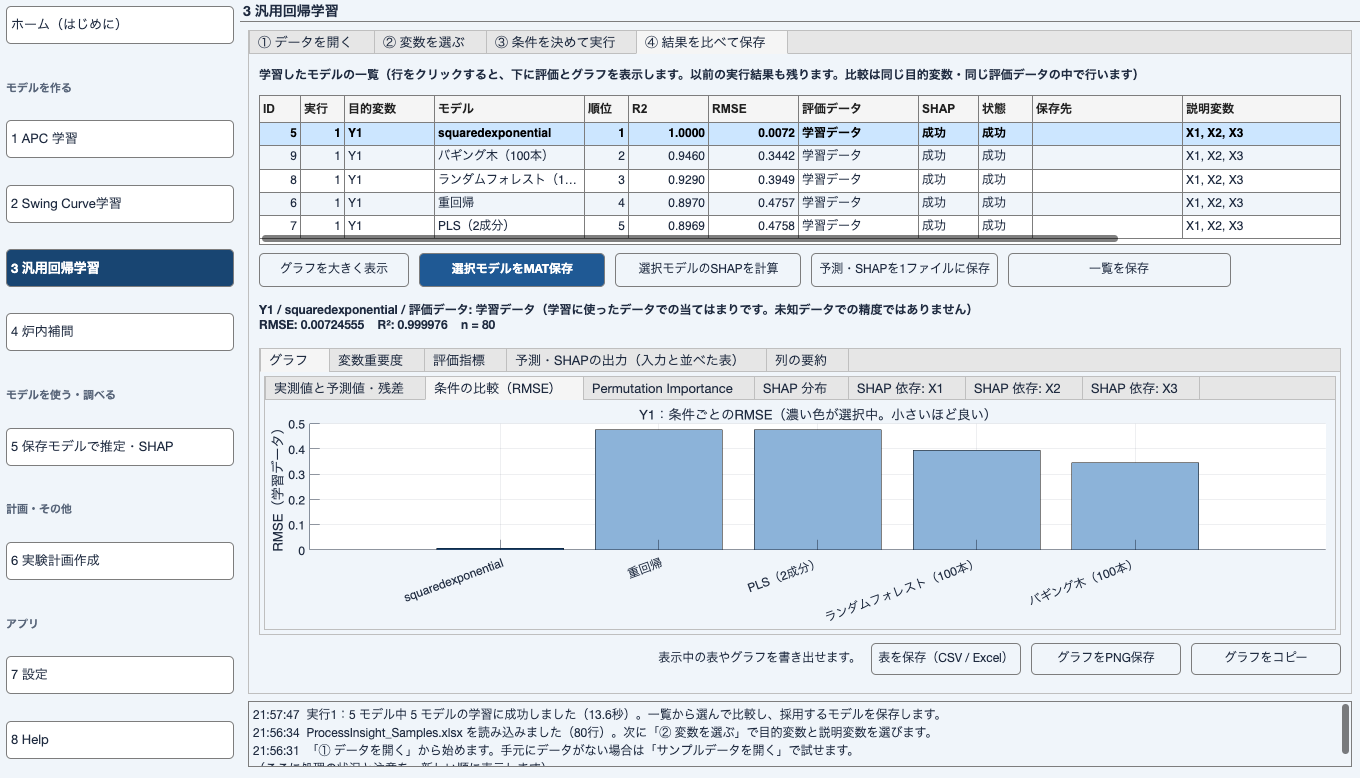 ホーム（はじめに）
モデルを作る
1 APC 学習
2 Swing Curve学習
3 汎用回帰学習
4 炉内補間
モデルを使う・調べる
5 保存モデルで推定・SHAP
計画・その他
6 実験計画作成
アプリ
7 設定
8 Help
3 汎用回帰学習
① データを開く ② 変数を選ぶ ③ 条件を決めて実行 ④ 結果を比べて保存
学習したモデルの一覧（行をクリックすると、下に評価とグラフを表示します。以前の実行結果も残ります。比較は同じ目的変数・同じ評価データの中で行います）
ID 実行 目的変数 モデル 順位 R2 RMSE 評価データ SHAP 状態 保存先 説明変数
5 1 Y1 squaredexponential 1 1.0000 0.0072 学習データ 成功 成功 X1, X2, X3
9 1 Y1 バギング木（100本） 2 0.9460 0.3442 学習データ 成功 成功 X1, X2, X3
8 1 Y1 ランダムフォレスト（1... 3 0.9290 0.3949 学習データ 成功 成功 X1, X2, X3
6 1 Y1 重回帰 4 0.8970 0.4757 学習データ 成功 成功 X1, X2, X3
7 1 Y1 PLS（2成分） 5 0.8969 0.4758 学習データ 成功 成功 X1, X2, X3
グラフを大きく表示 選択モデルをMAT保存 選択モデルのSHAPを計算 予測・SHAPを1ファイルに保存 一覧を保存
Y1 / squaredexponential / 評価データ: 学習データ（学習に使ったデータでの当てはまりです。未知データでの精度ではありません）
RMSE: 0.00724555 R²: 0.999976 n = 80
グラフ 変数重要度 評価指標 予測・SHAPの出力（入力と並べた表） 列の要約
実測値と予測値・残差 条件の比較（RMSE） Permutation Importance SHAP 分布 SHAP 依存: X1 SHAP 依存: X2 SHAP 依存: X3
Y1：条件ごとのRMSE（濃い色が選択中。小さいほど良い）
RMSE（学習データ）
0.5
0.4
0.3
0.2
0.1
0
squaredexponential
重回帰
PLS（2成分）
ランダムフォレスト（100本）
バギング木（100本）
表示中の表やグラフを書き出せます。 表を保存（CSV / Excel） グラフをPNG保存 グラフをコピー
21:57:47 実行1：5 モデル中 5 モデルの学習に成功しました（13.6秒）。一覧から選んで比較し、採用するモデルを保存します。
21:56:34 ProcessInsight_Samples.xlsx を読み込みました（80行）。次に「② 変数を選ぶ」で目的変数と説明変数を選びます。
21:56:31 「① データを開く」から始めます。手元にデータがない場合は「サンプルデータを開く」で試せます。